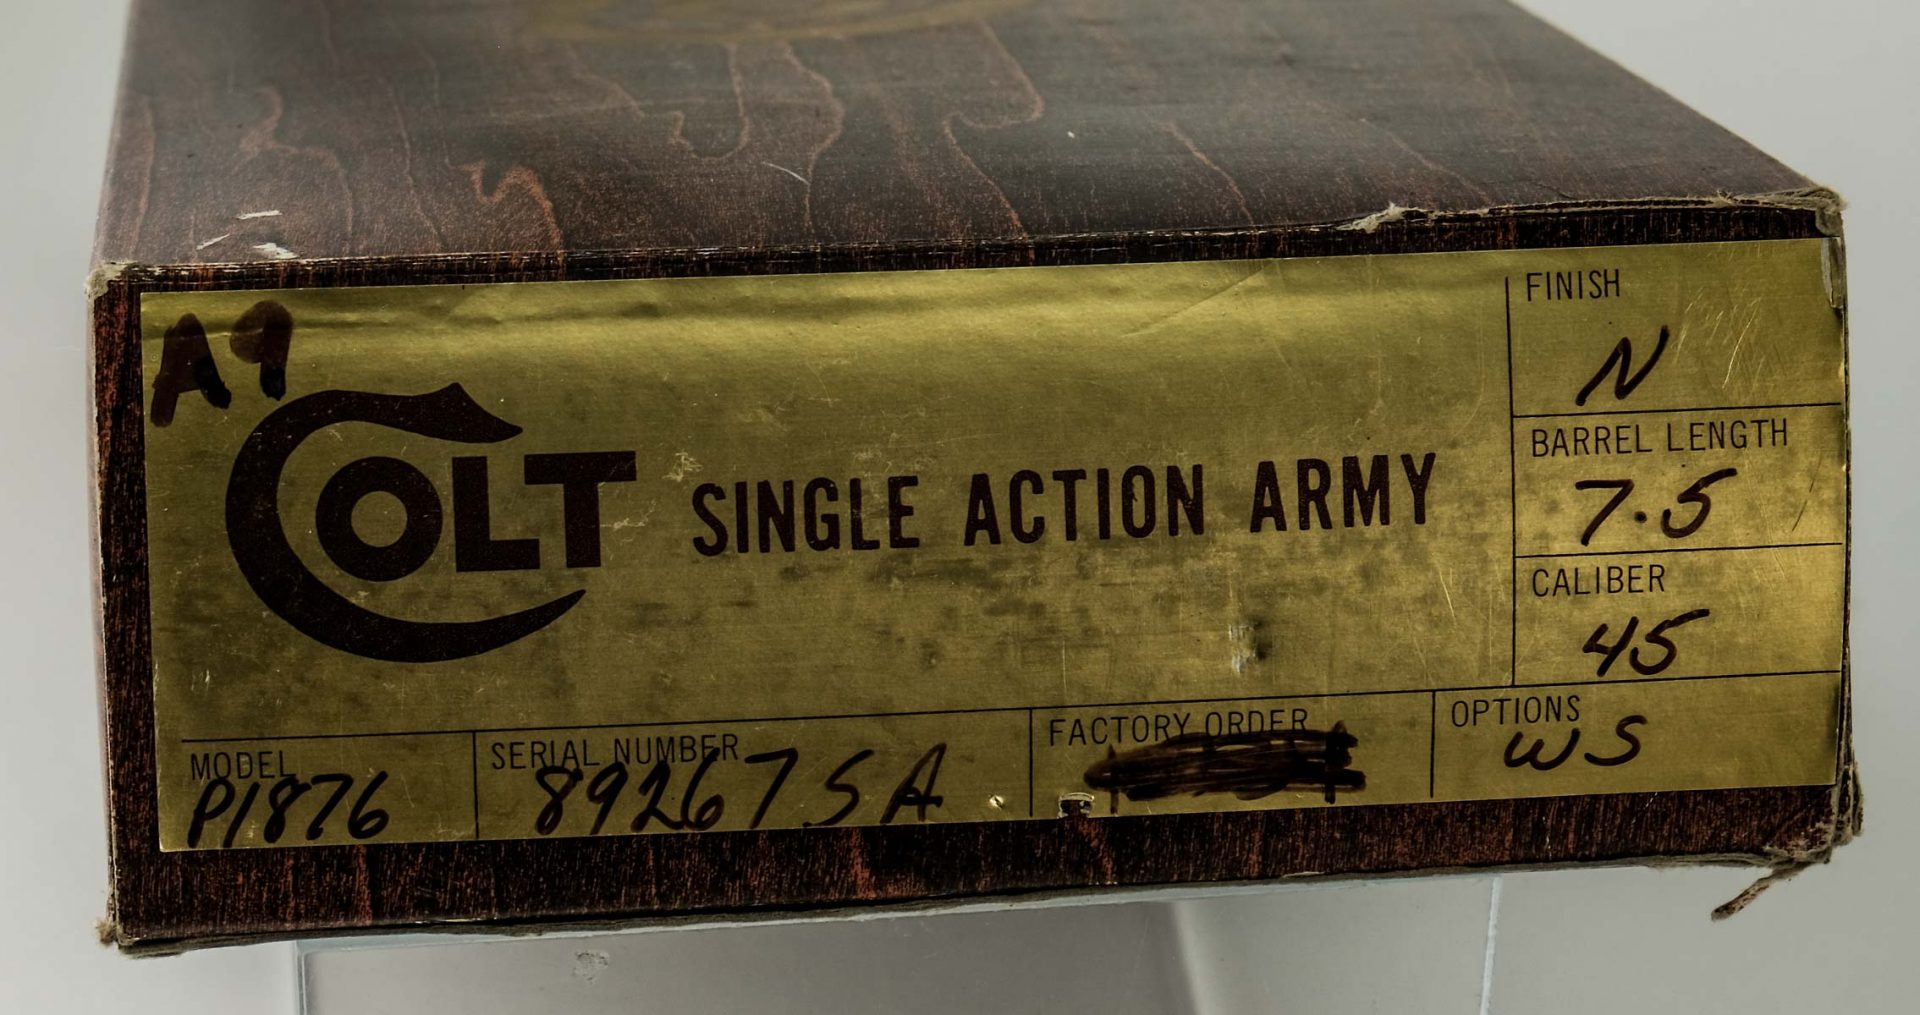 A9
COLT SINGLE ACTION ARMY
FINISH
N
BARREL LENGTH
7.5
CALIBER
45
MODEL
P1876
SERIAL NUMBER
89267SA
FACTORY ORDER
OPTIONS
WS